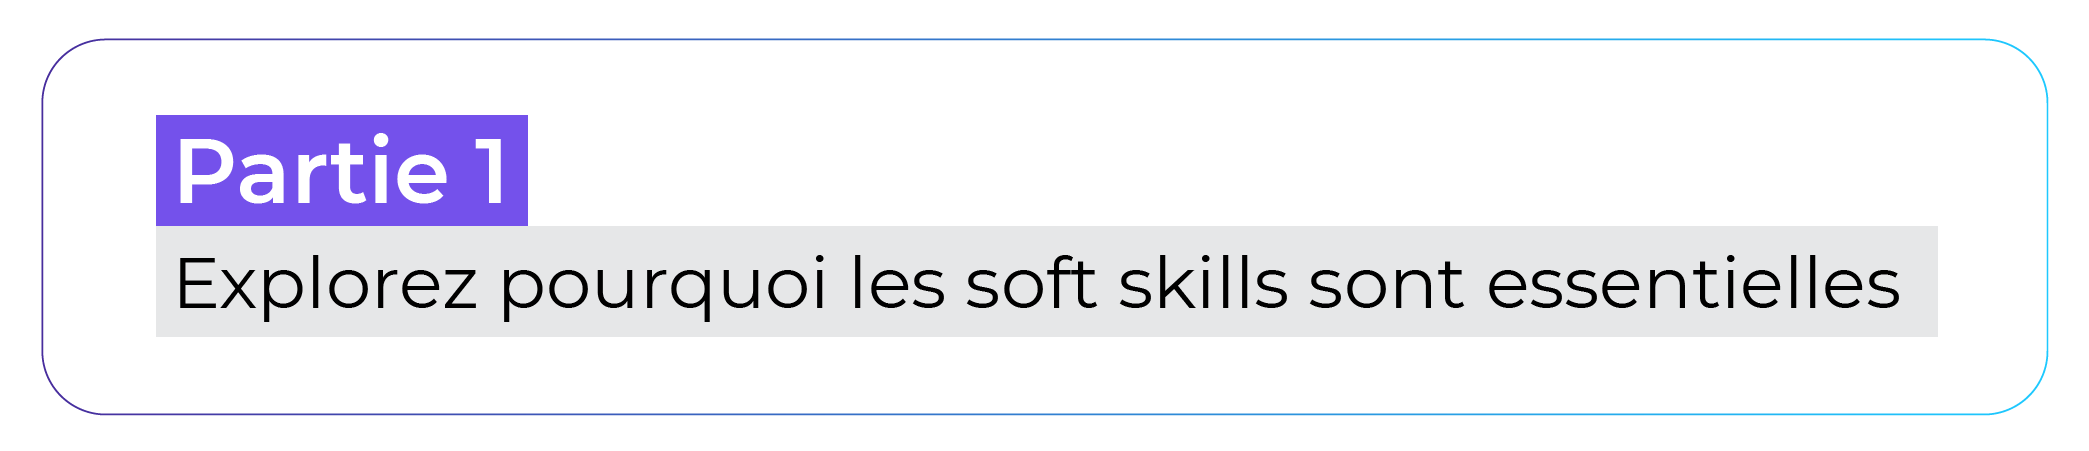 Partie 1
Explorez pourquoi les soft skills sont essentielles